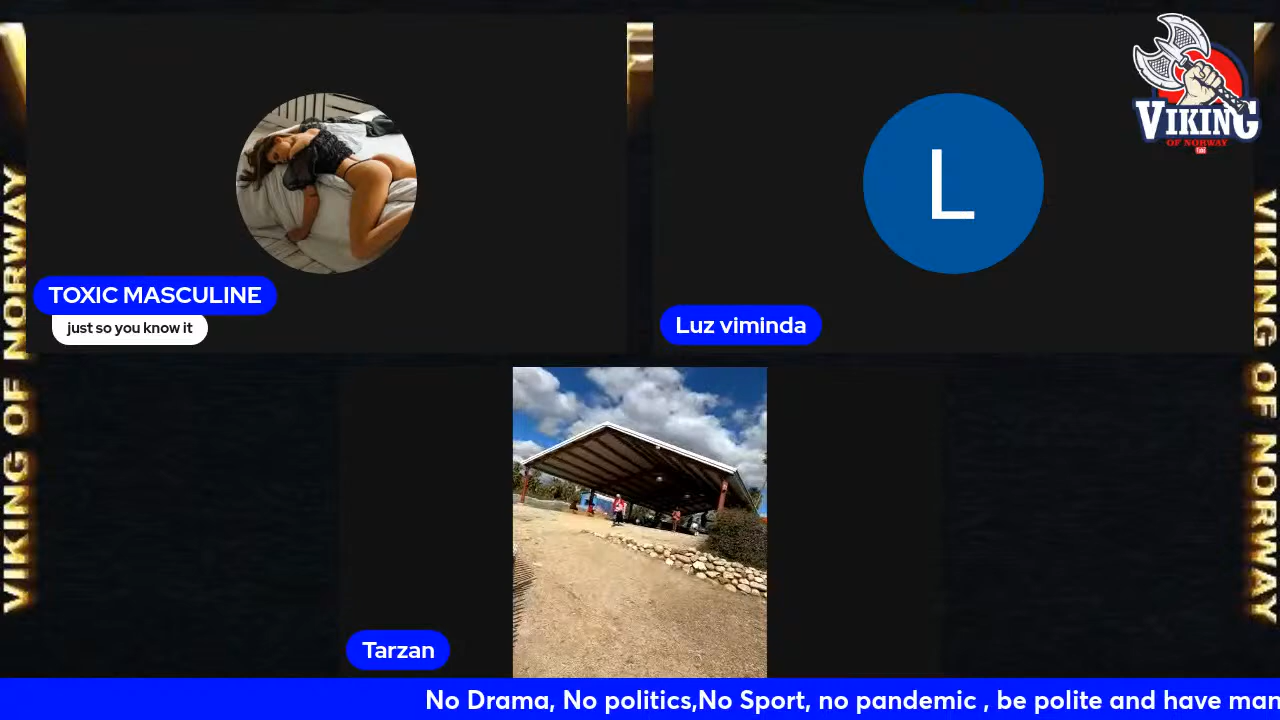 VIKING
OF NORWAY
VIKING OF NORWAY
VIKING OF NORWAY
L
TOXIC MASCULINE
just so you know it
Luz viminda
Tarzan
No Drama, No politics,No Sport, no pandemic , be polite and have man